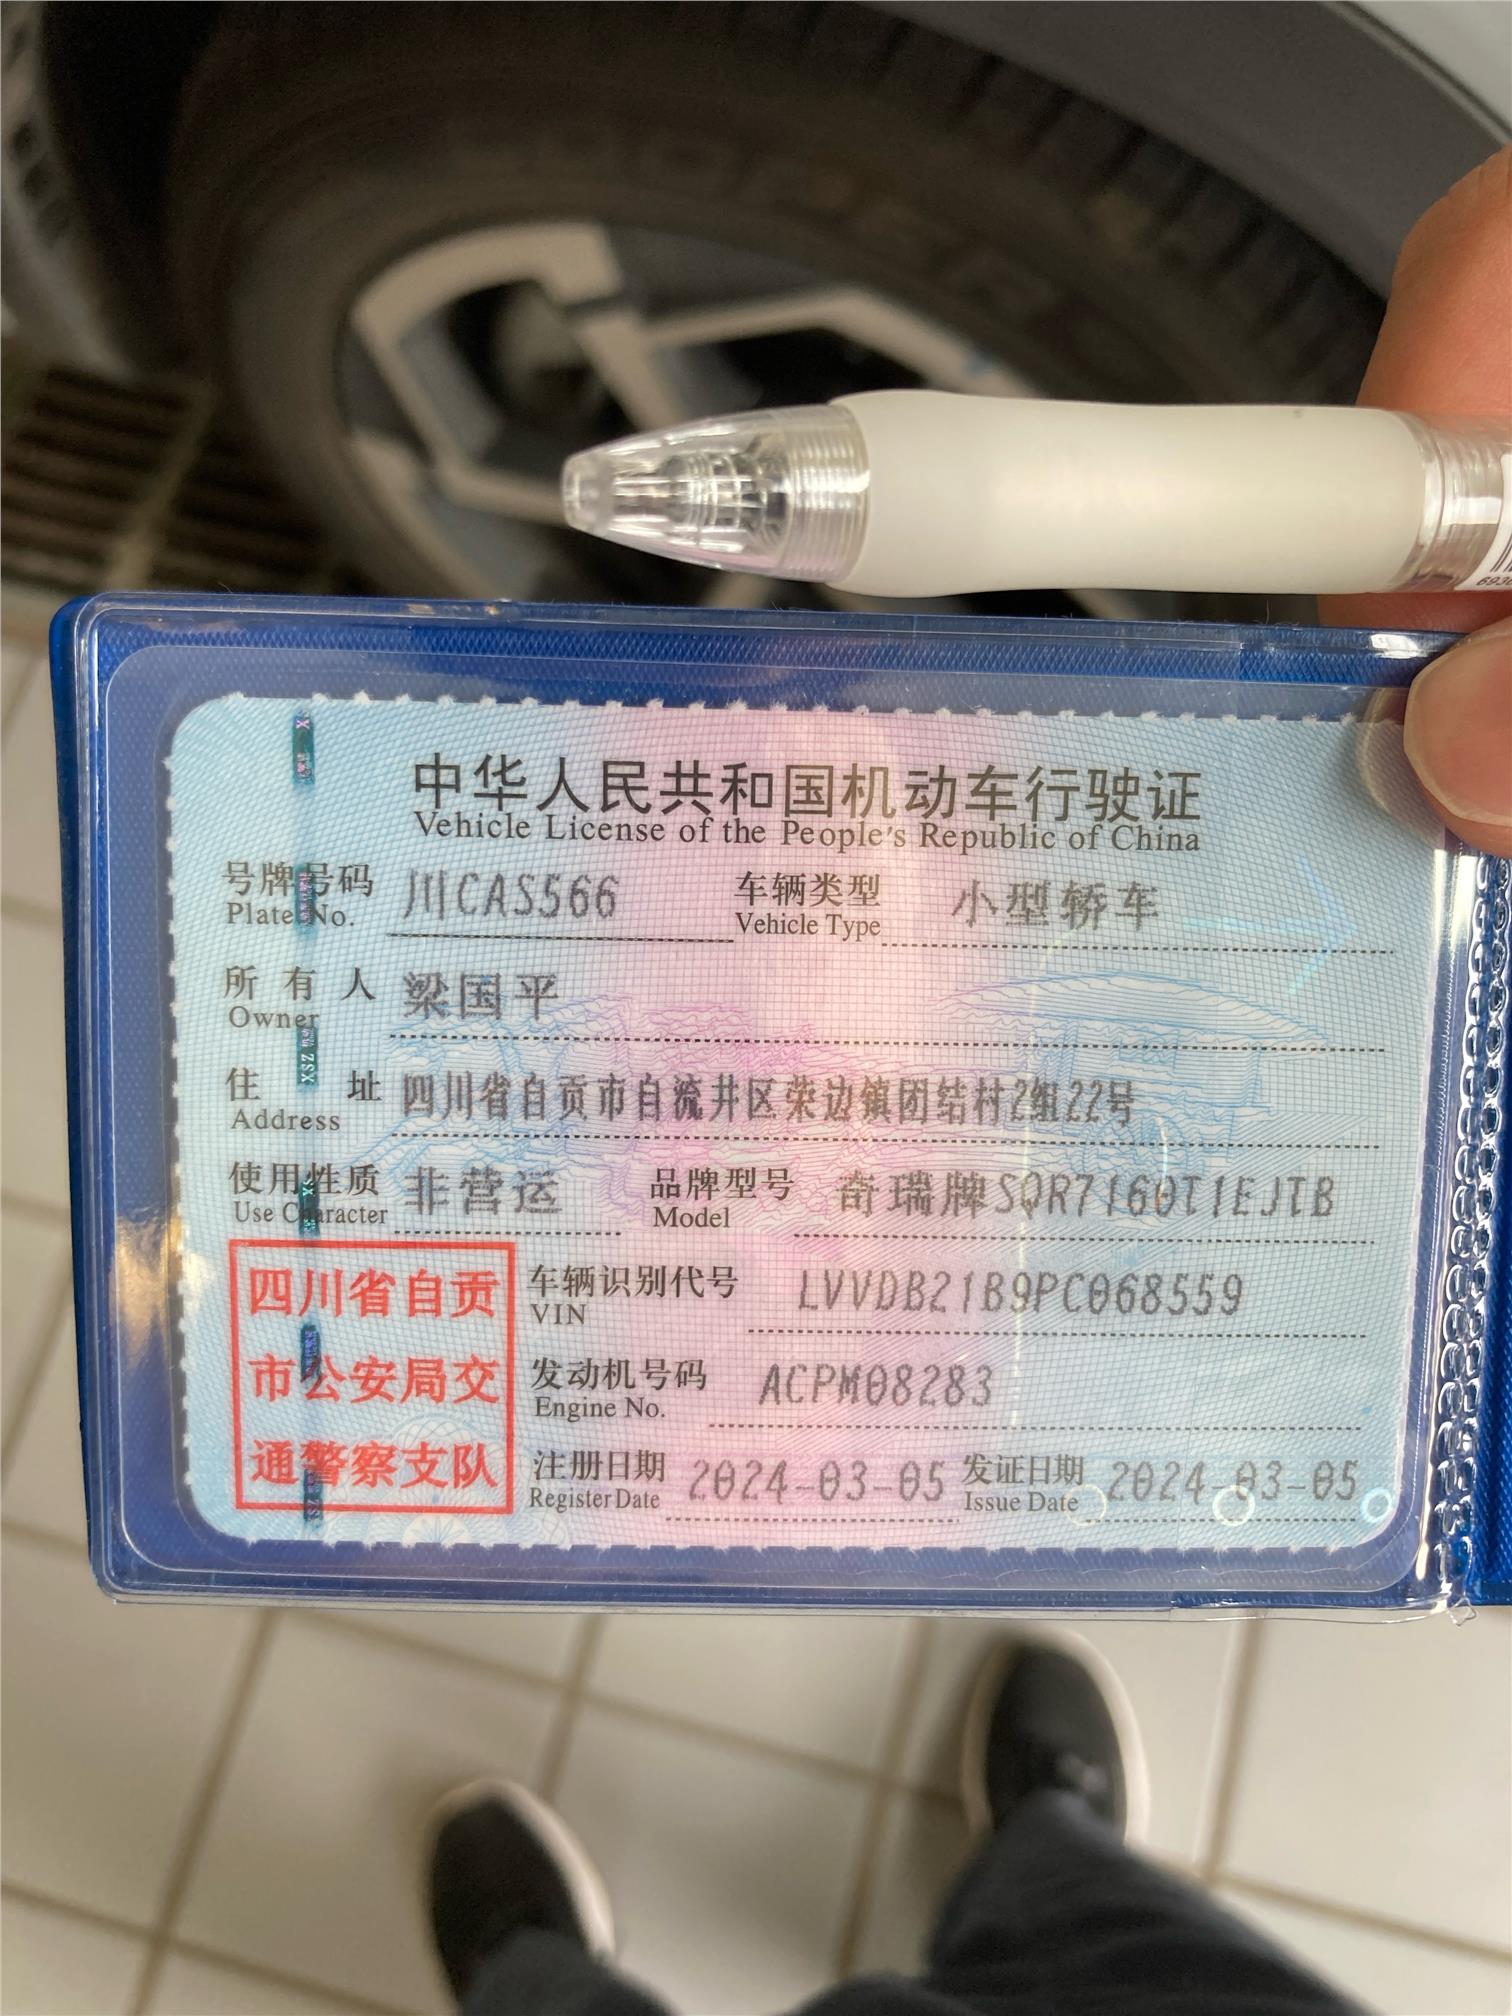 中华人民共和国机动车行驶证
Vehicle License of the People's Republic of China
号牌号码 川CAS566 车辆类型 小型轿车
Plate No. Vehicle Type
所有人 梁国平
Owner
住址 四川省自贡市自流井区荣边镇团结村2组22号
Address
使用性质 非营运 品牌型号 奇瑞牌SQR7160T1EJTB
Use Character Model
四川省自贡
市公安局交
通警察支队
车辆识别代号 LVVDB21B9PC068559
VIN
发动机号码 ACPM08283
Engine No.
注册日期 2024-03-05 发证日期 2024-03-05
Register Date Issue Date